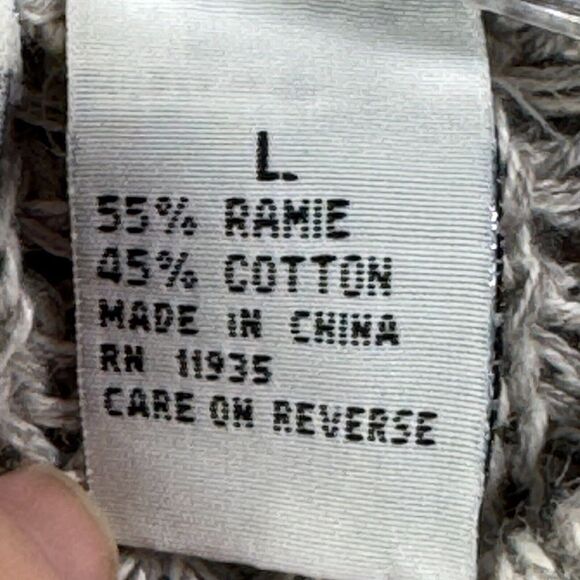 L
55% RAMIE
45% COTTON
MADE IN CHINA
RN 11935
CARE ON REVERSE